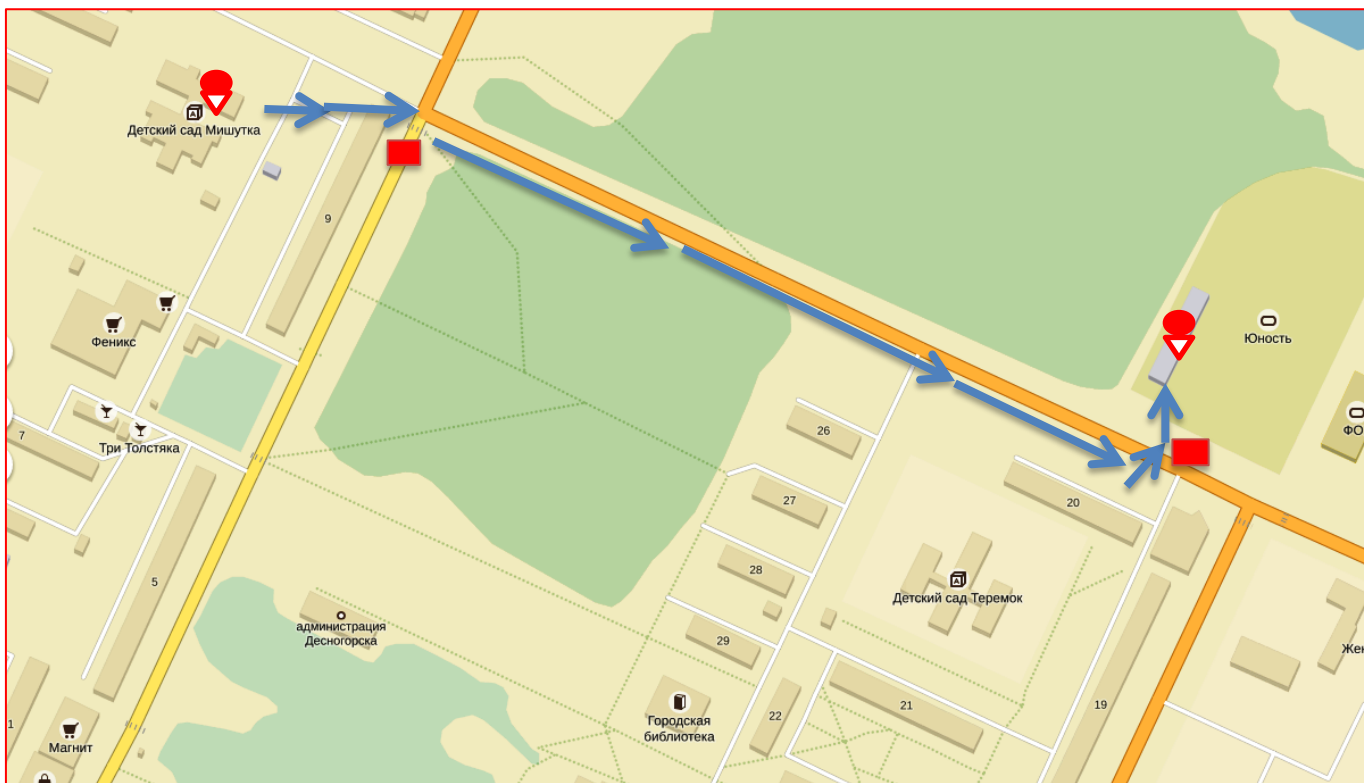 Детский сад Мишутка
9
Феникс
Юность
ФО
7
Три Толстяка
26
27
20
28
5
Детский сад Теремок
администрация
Десногорска
29
Жен
Городская
библиотека
22
21
19
1
Магнит